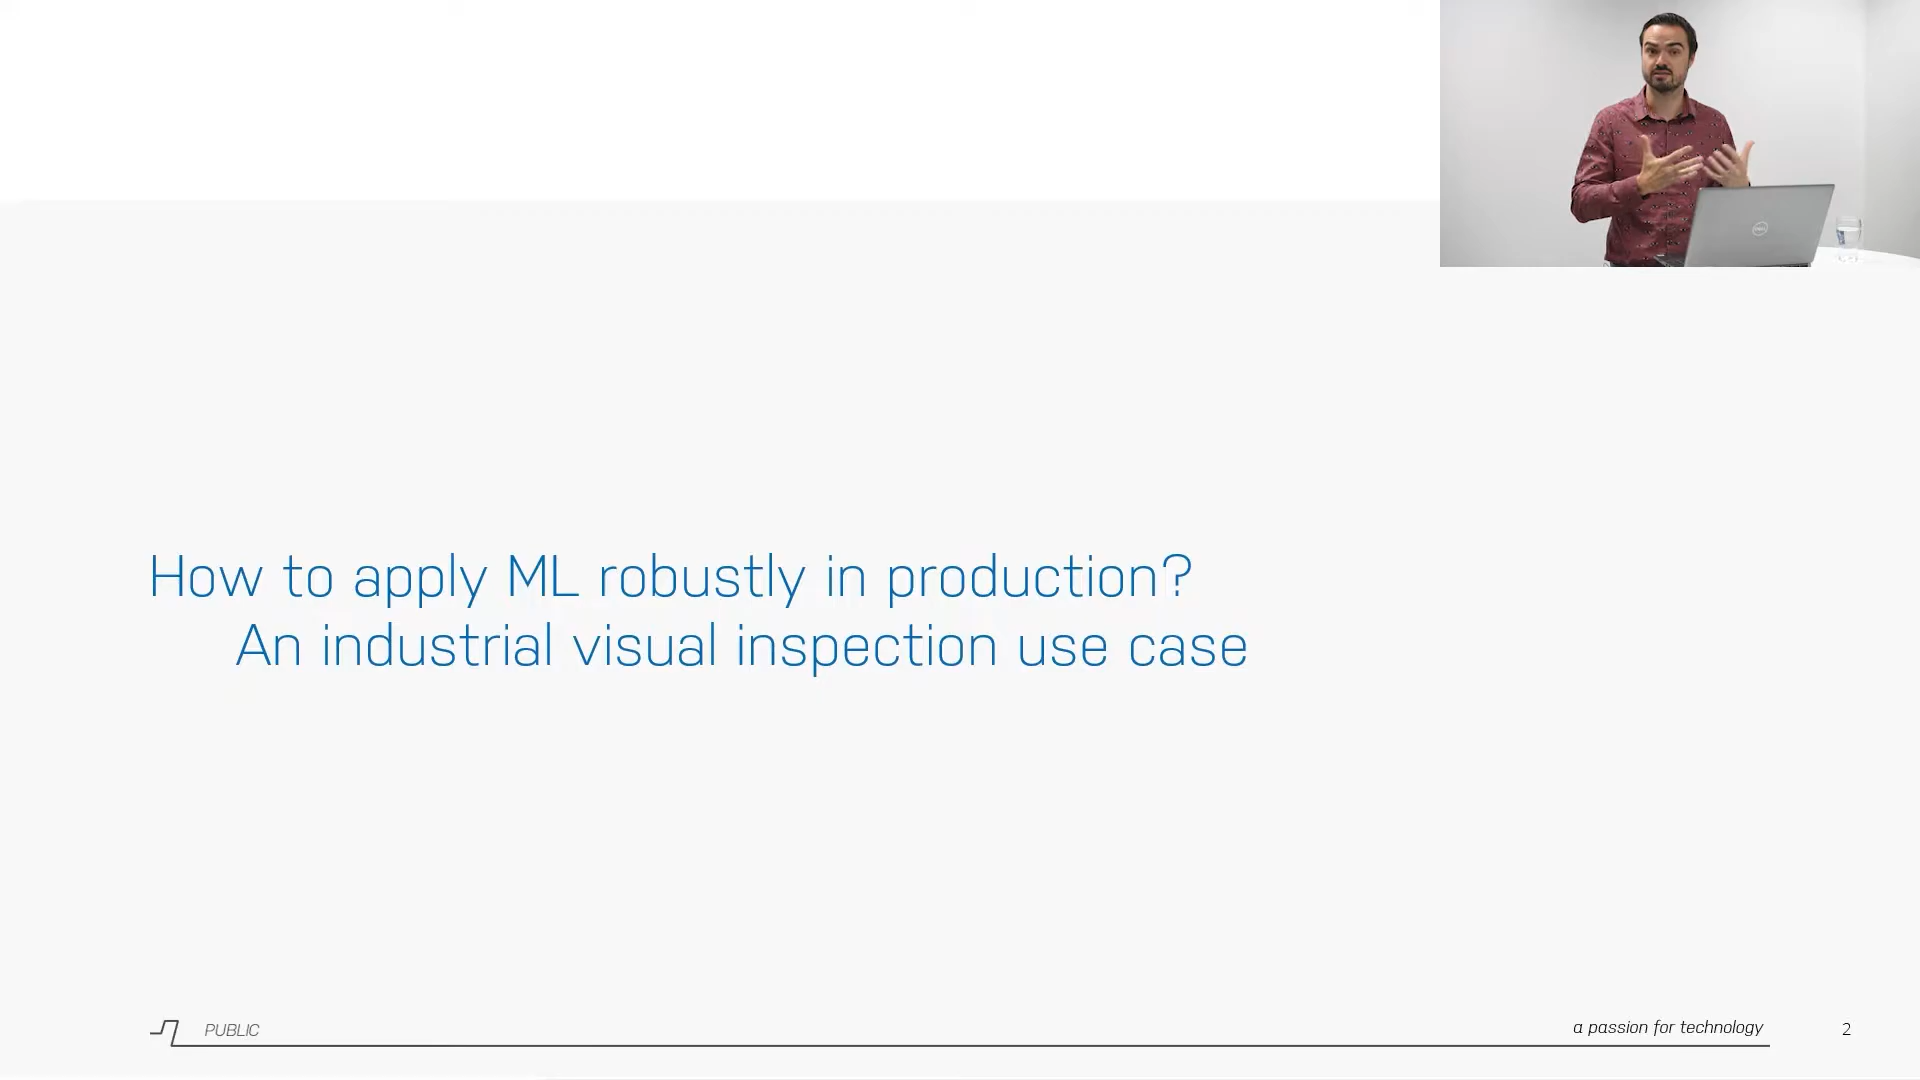 How to apply ML robustly in production?
An industrial visual inspection use case
PUBLIC
a passion for technology
2